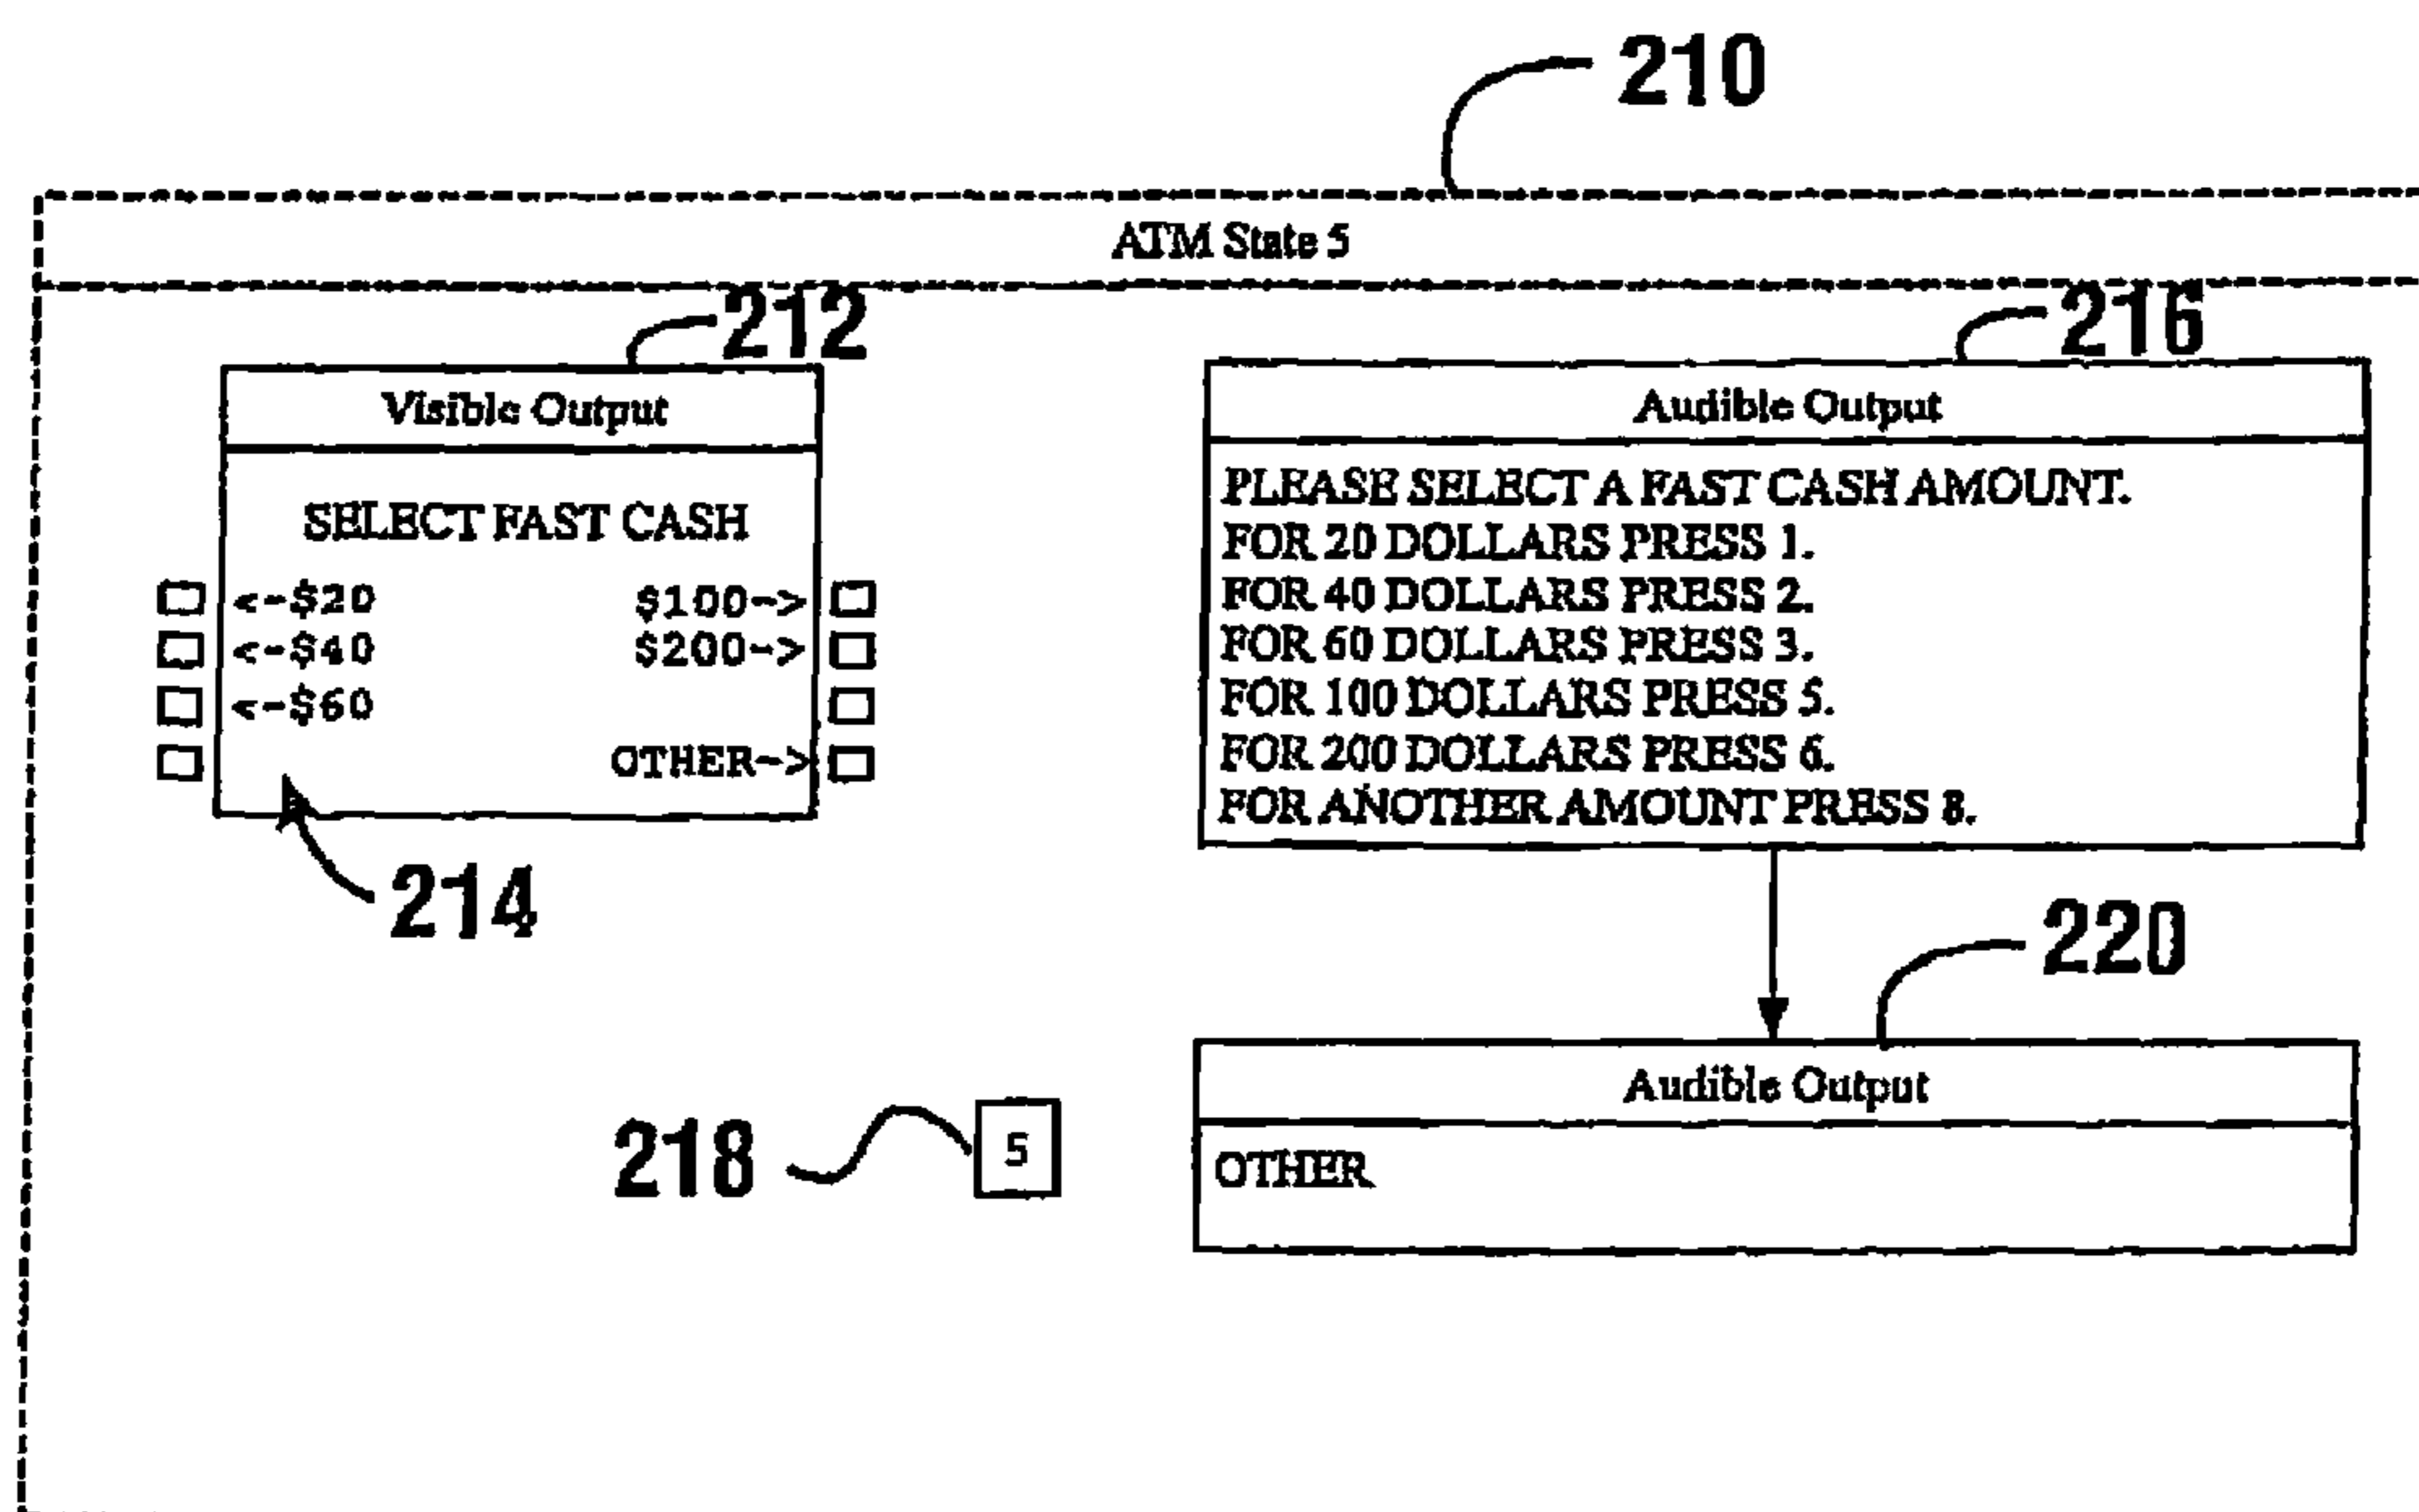 210
ATM State 5
212
216
Visible Output
SELECT FAST CASH
<-$20 $100->
<-$40 $200->
<-$60
OTHER->
214
Audible Output
PLEASE SELECT A FAST CASH AMOUNT.
FOR 20 DOLLARS PRESS 1.
FOR 40 DOLLARS PRESS 2.
FOR 60 DOLLARS PRESS 3.
FOR 100 DOLLARS PRESS 5.
FOR 200 DOLLARS PRESS 6.
FOR ANOTHER AMOUNT PRESS 8.
220
218
5
Audible Output
OTHER